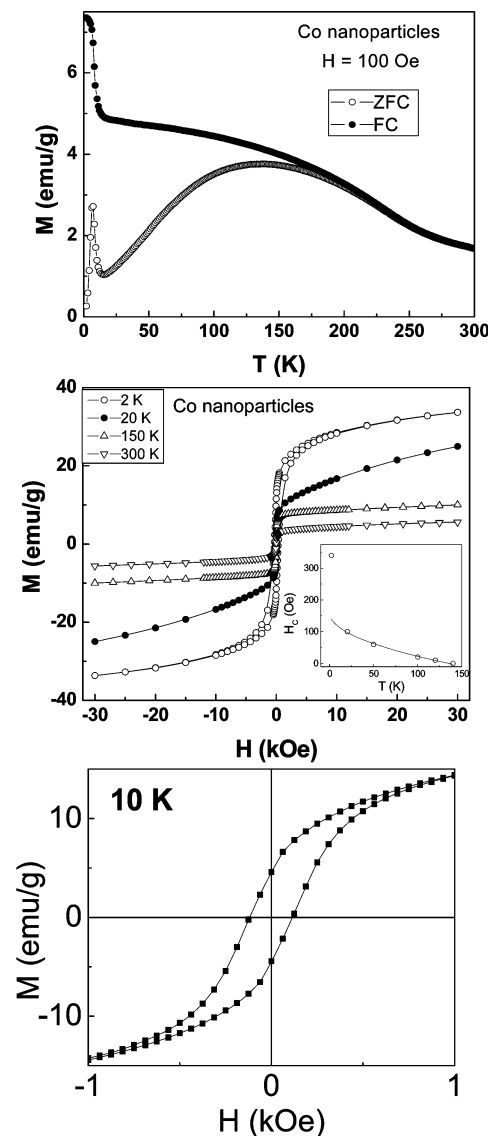 Co nanoparticles
H = 100 Oe
ZFC
FC
6
4
2
0
M (emu/g)
0 50 100 150 200 250 300
T (K)
40
20
0
-20
-40
M (emu/g)
2 K
20 K
150 K
300 K
Co nanoparticles
300
200
100
0
H_C (Oe)
0 50 100 150
T (K)
-30 -20 -10 0 10 20 30
H (kOe)
10 K
10
0
-10
M (emu/g)
-1 0 1
H (kOe)